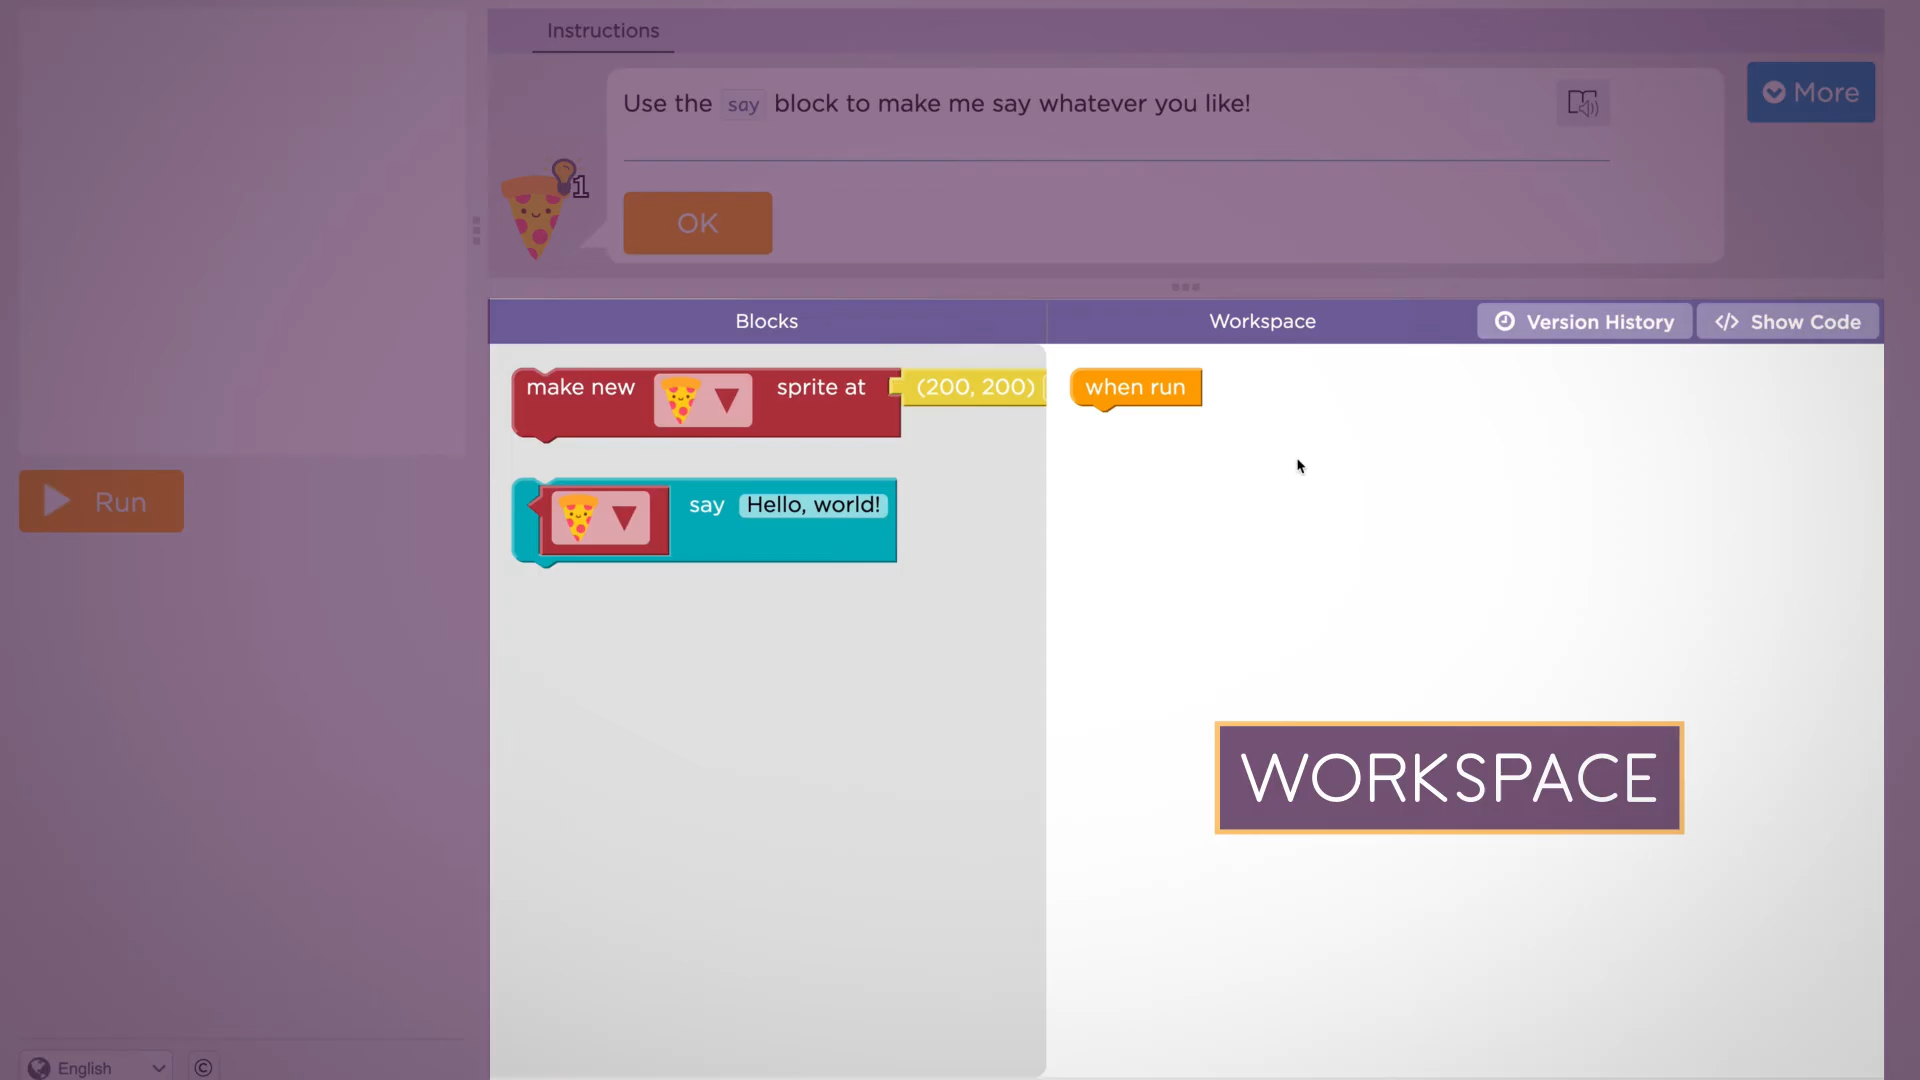 Instructions
Use the say block to make me say whatever you like!
More
1
OK
Blocks
Workspace
Version History
</> Show Code
make new sprite at (200, 200)
when run
say Hello, world!
Run
WORKSPACE
English
©